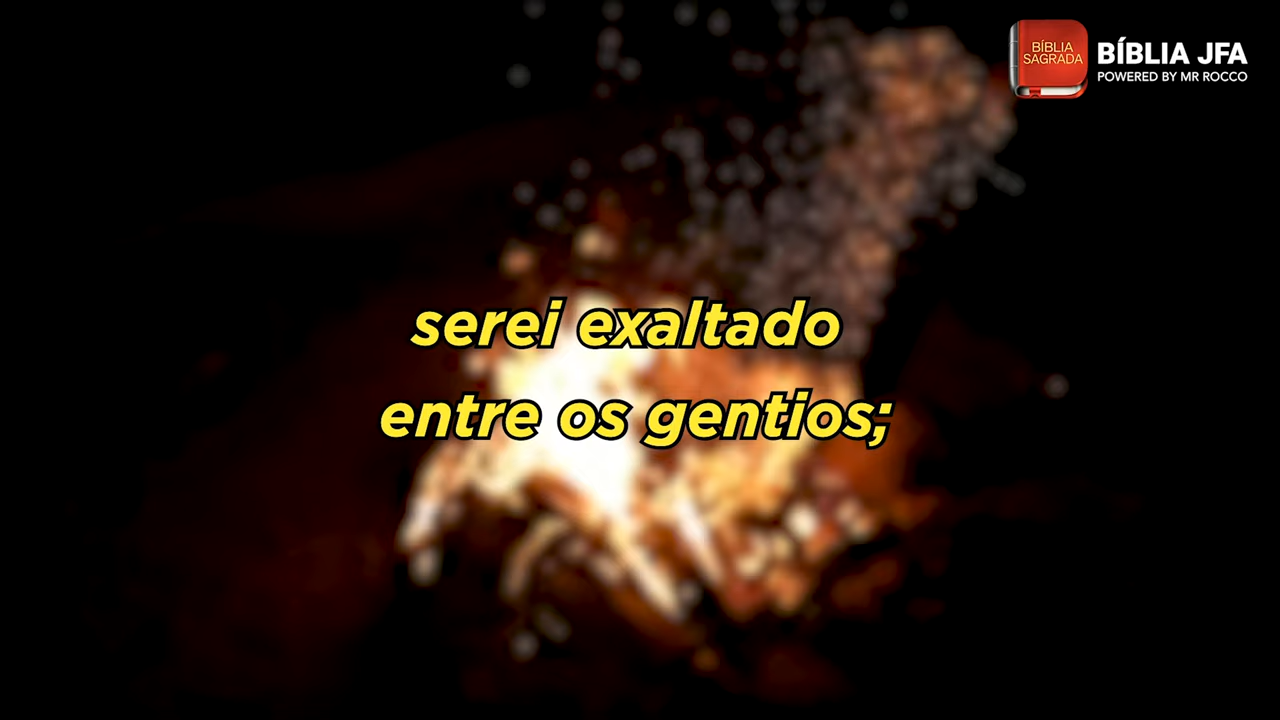 BÍBLIA
SAGRADA
BÍBLIA JFA
POWERED BY MR ROCCO
serei exaltado
entre os gentios;